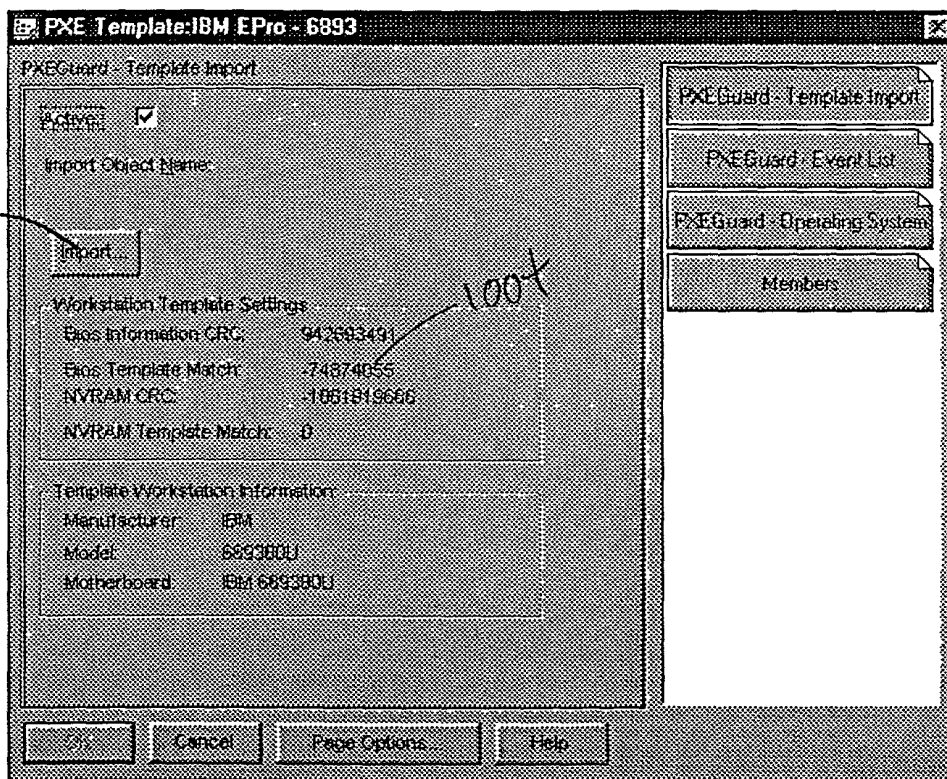 PXE Template:IBM EPro - 6893
PXEGuard - Template Import
Active:
Import Object Name:
Import...
Workstation Template Settings
Bios Information CRC: 942693491
Bios Template Match: -74874055
NVRAM CRC: -1061819666
NVRAM Template Match: 0
Template Workstation Information
Manufacturer: IBM
Model: 689380U
Motherboard: IBM 689380U
PXEGuard - Template Import
PXEGuard - Event List
PXEGuard - Operating System
Members
OK
Cancel
Page Options...
Help